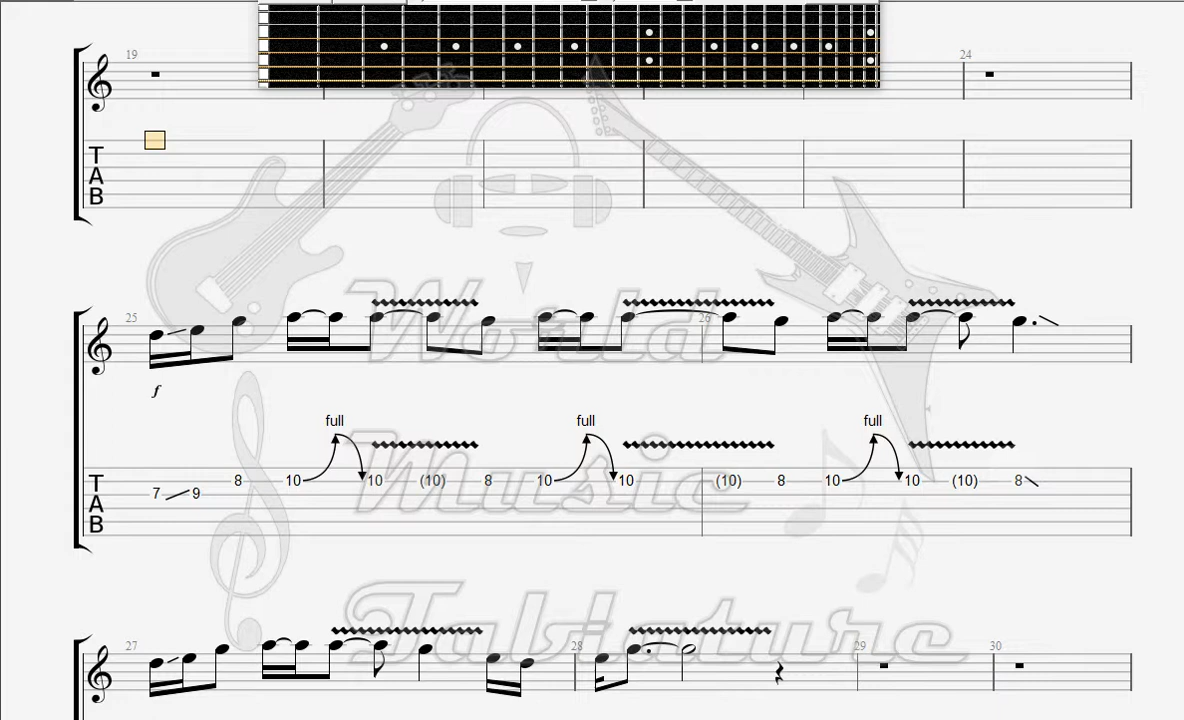 19
24
T
A
B
World
25
26
f
full full full
Music
T
A
B
7 9 8 10 10 (10) 8 10 10 (10) 8 10 10 (10) 8
Tablature
27
28
29
30